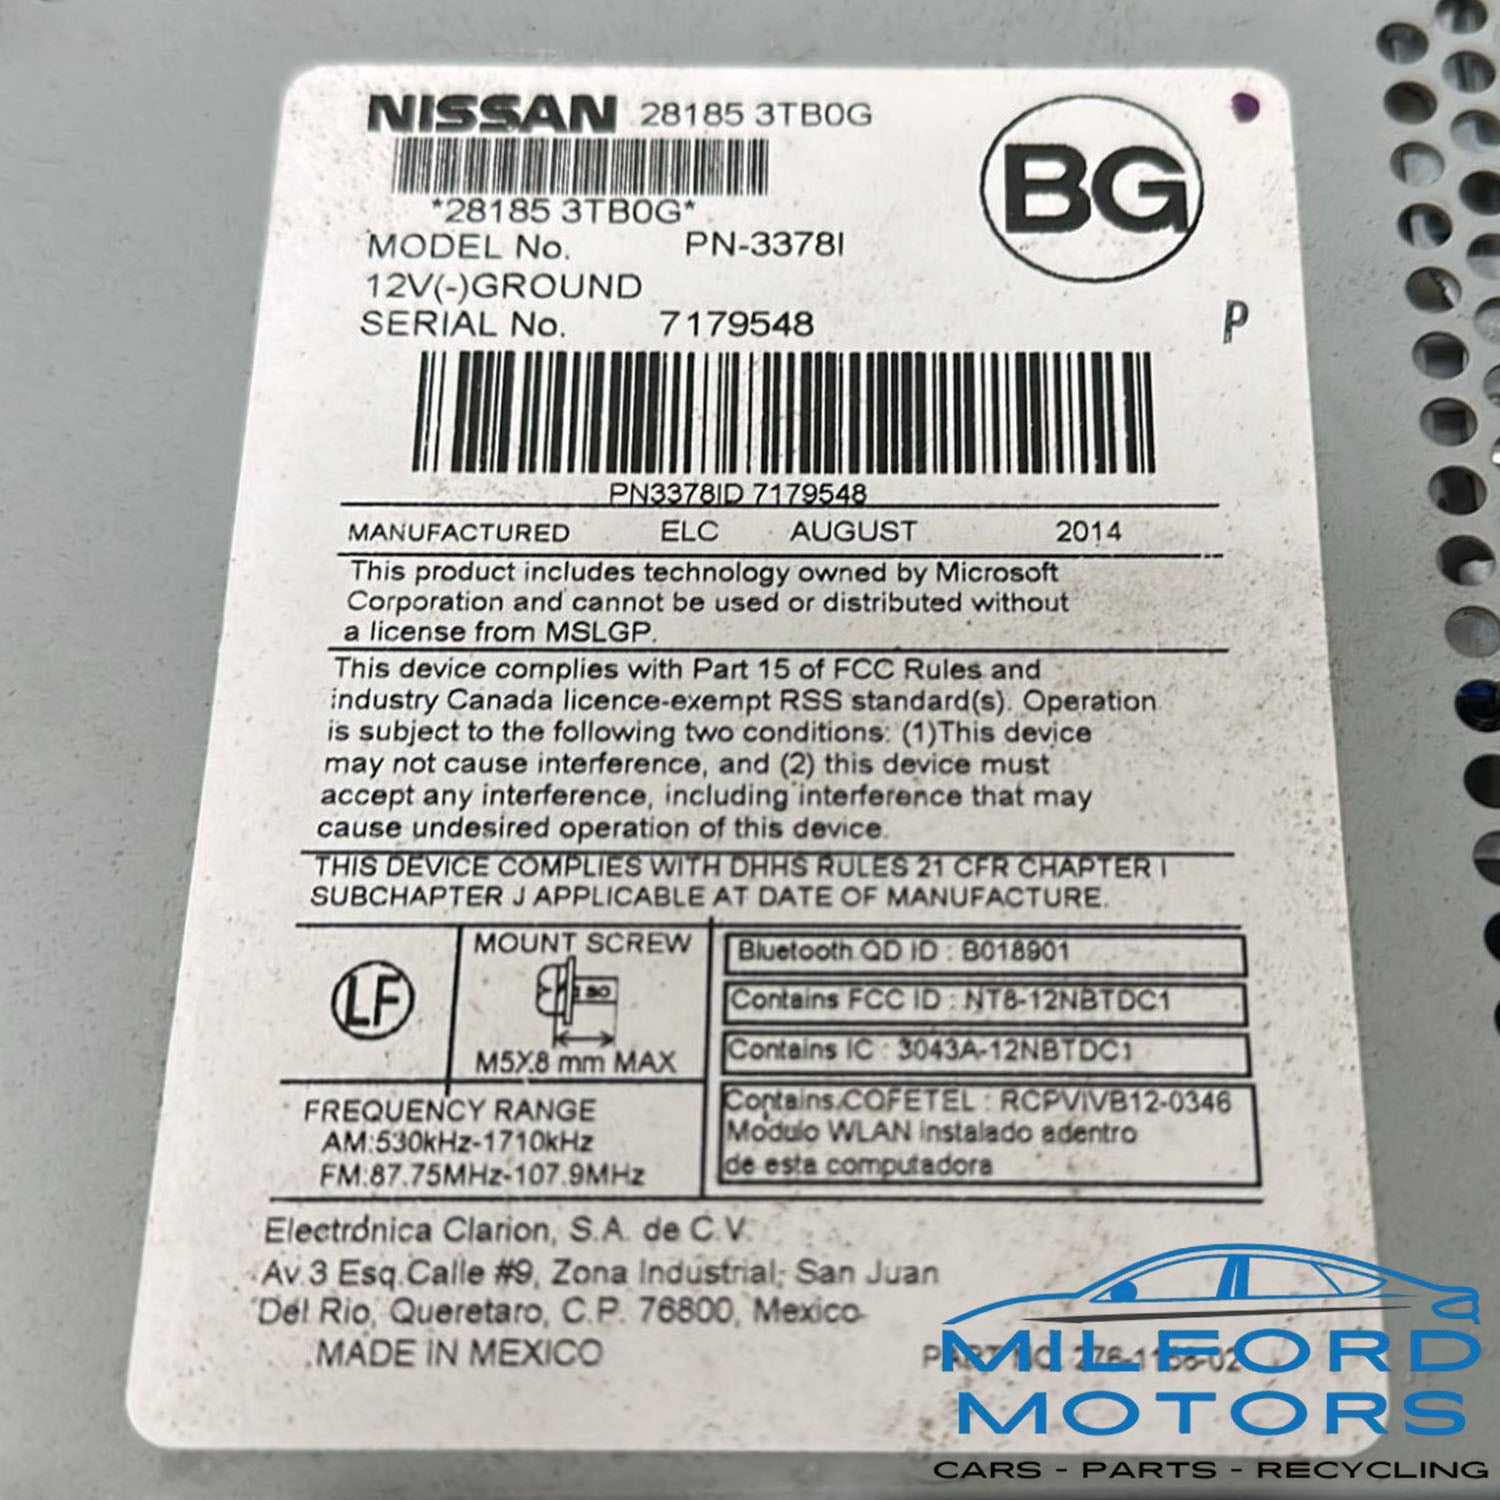 NISSAN 28185 3TB0G
*28185 3TB0G*
MODEL No. PN-3378I
12V(-)GROUND
SERIAL No. 7179548
BG
P
PN3378ID 7179548
MANUFACTURED ELC AUGUST 2014
This product includes technology owned by Microsoft
Corporation and cannot be used or distributed without
a license from MSLGP.
This device complies with Part 15 of FCC Rules and
industry Canada licence-exempt RSS standard(s). Operation
is subject to the following two conditions: (1)This device
may not cause interference, and (2) this device must
accept any interference, including interference that may
cause undesired operation of this device.
THIS DEVICE COMPLIES WITH DHHS RULES 21 CFR CHAPTER I
SUBCHAPTER J APPLICABLE AT DATE OF MANUFACTURE.
LF
MOUNT SCREW
ISO
M5X8 mm MAX
FREQUENCY RANGE
AM:530kHz-1710kHz
FM:87.75MHz-107.9MHz
Bluetooth QD ID : B018901
Contains FCC ID : NT8-12NBTDC1
Contains IC : 3043A-12NBTDC1
Contains COFETEL : RCPVIVB12-0346
Modulo WLAN instalado adentro
de esta computadora
Electrónica Clarion, S.A. de C.V.
Av.3 Esq.Calle #9, Zona Industrial, San Juan
Del Rio, Queretaro, C.P. 76800, Mexico
MADE IN MEXICO
PART NO.
MILFORD
MOTORS
CARS - PARTS - RECYCLING